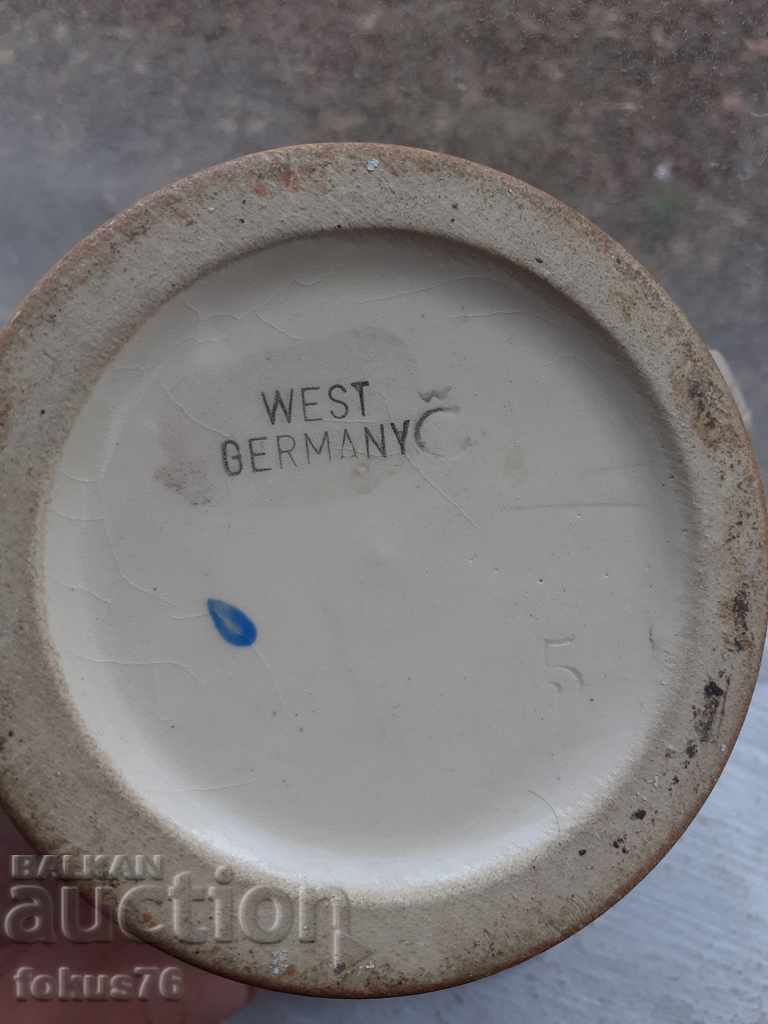 WEST
GERMANY
5
BALKAN
auction
fokus76